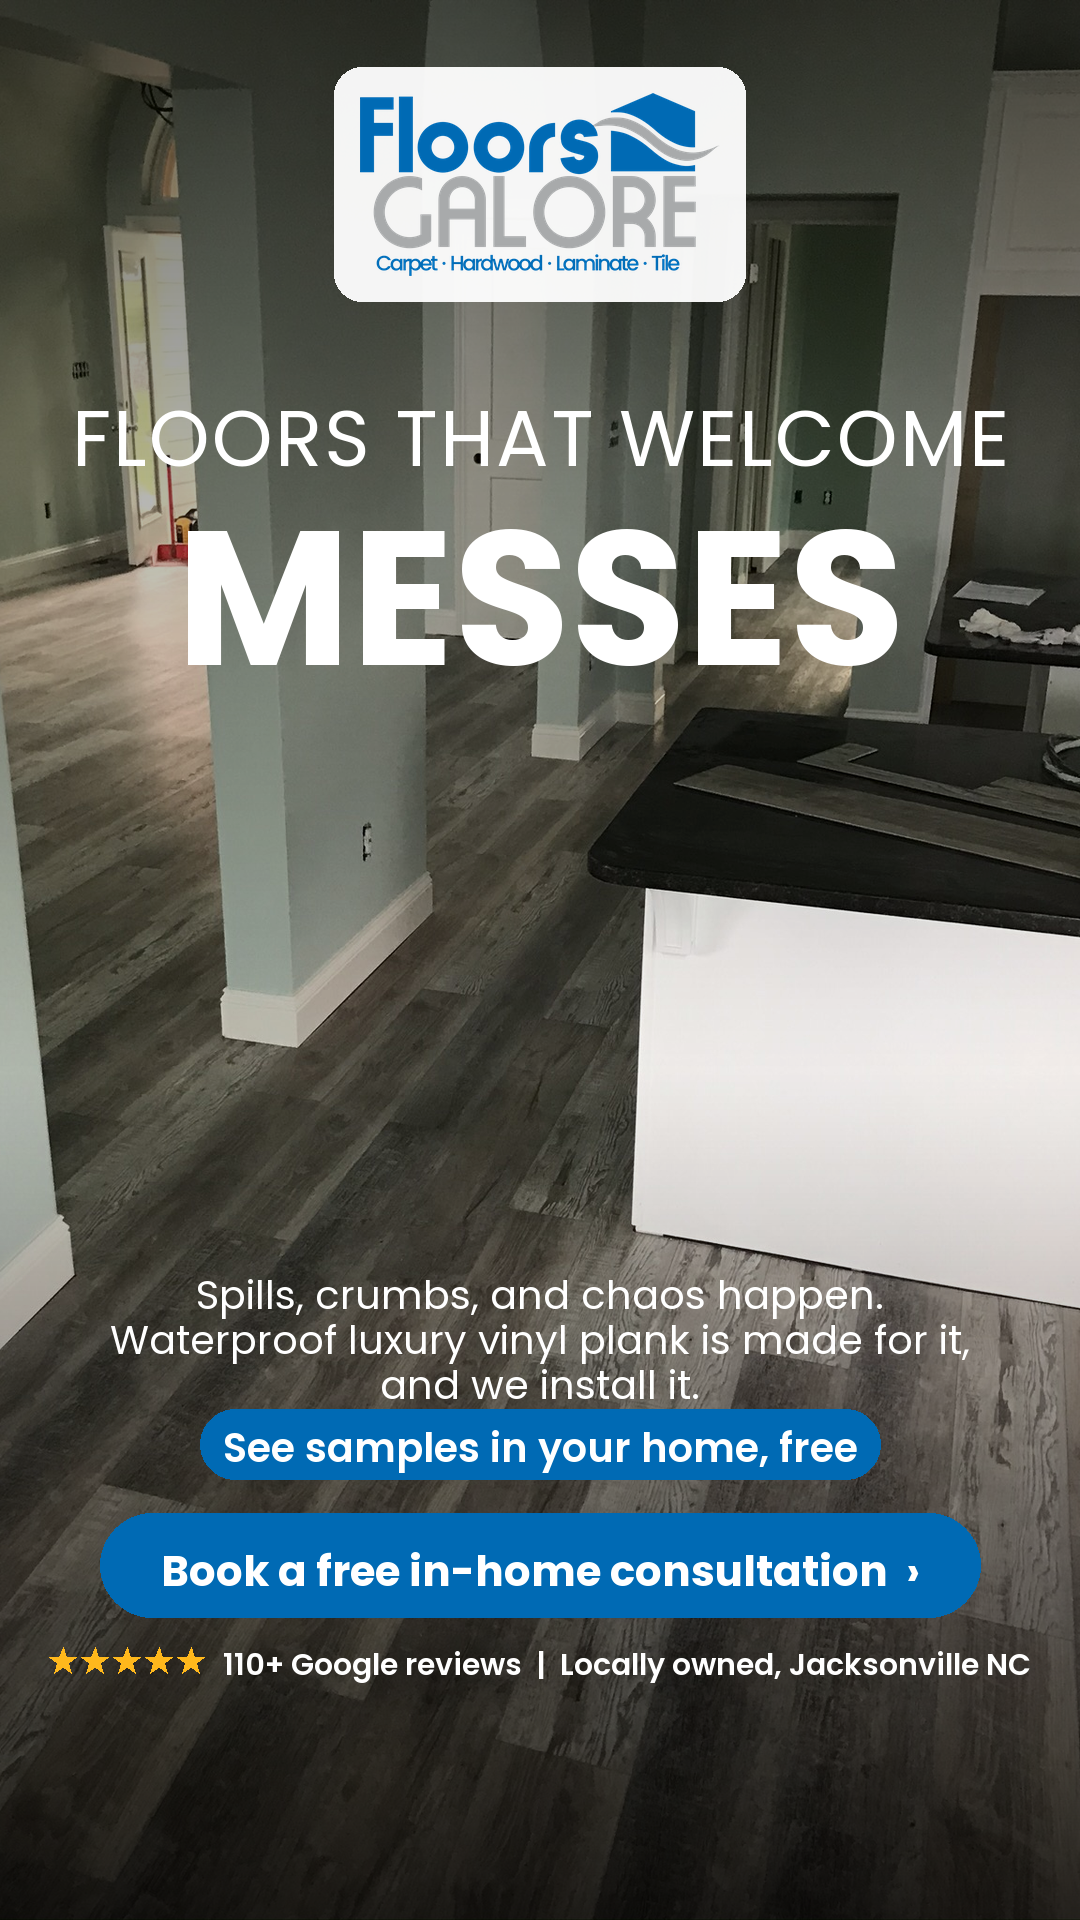 Floors
GALORE
Carpet · Hardwood · Laminate · Tile
FLOORS THAT WELCOME
MESSES
Spills, crumbs, and chaos happen.
Waterproof luxury vinyl plank is made for it,
and we install it.
See samples in your home, free
Book a free in-home consultation ›
★★★★★ 110+ Google reviews | Locally owned, Jacksonville NC